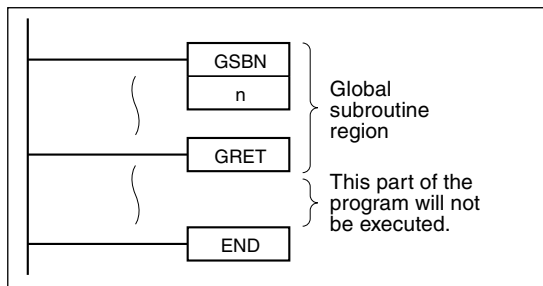 GSBN
n
Global
subroutine
region
GRET
This part of the
program will not
be executed.
END